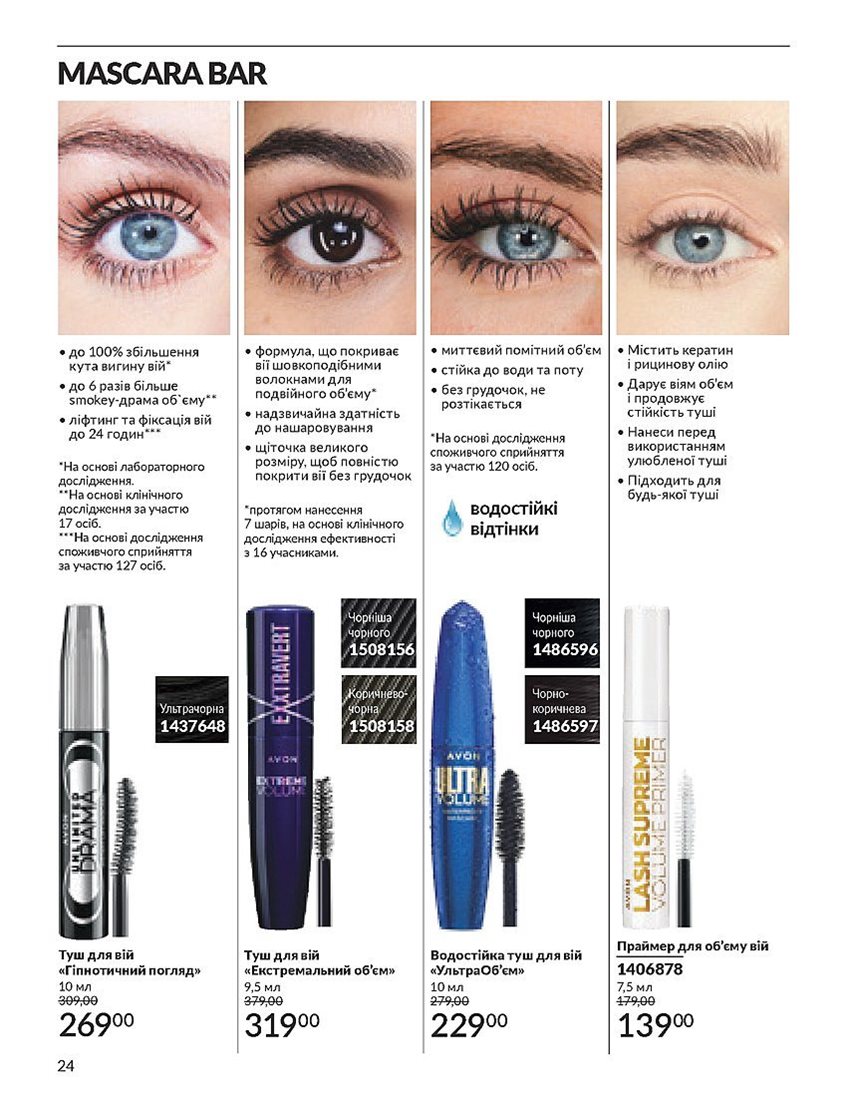 MASCARA BAR
• до 100% збільшення
кута вигину вій*
• до 6 разів більше
smokey-драма об`єму**
• ліфтинг та фіксація вій
до 24 годин***
*На основі лабораторного
дослідження.
**На основі клінічного
дослідження за участю
17 осіб.
***На основі дослідження
споживчого сприйняття
за участю 127 осіб.
• формула, що покриває
вії шовкоподібними
волокнами для
подвійного об'єму*
• надзвичайна здатність
до нашаровування
• щіточка великого
розміру, щоб повністю
покрити вії без грудочок
*протягом нанесення
7 шарів, на основі клінічного
дослідження ефективності
з 16 учасниками.
• миттєвий помітний об'єм
• стійка до води та поту
• без грудочок, не
розтікається
*На основі дослідження
споживчого сприйняття
за участю 120 осіб.
водостійкі
відтінки
• Містить кератин
і рицинову олію
• Дарує віям об'єм
і продовжує
стійкість туші
• Нанеси перед
використанням
улюбленої туші
• Підходить для
будь-якої туші
Ультрачорна
1437648
AVON
UNLIMITED
DRAMA
Чорніша
чорного
1508156
Коричнево-
чорна
1508158
EXXTRAVERT
AVON
EXTREME
VOLUME
Чорніша
чорного
1486596
Чорно-
коричнева
1486597
AVON
ULTRA
VOLUME
WATERPROOF
MASCARA
AVON
LASH SUPREME
VOLUME PRIMER
Туш для вій
«Гіпнотичний погляд»
10 мл
309,00
26900
Туш для вій
«Екстремальний об'єм»
9,5 мл
379,00
31900
Водостійка туш для вій
«УльтраОб'єм»
10 мл
279,00
22900
Праймер для об'єму вій
1406878
7,5 мл
179,00
13900
24